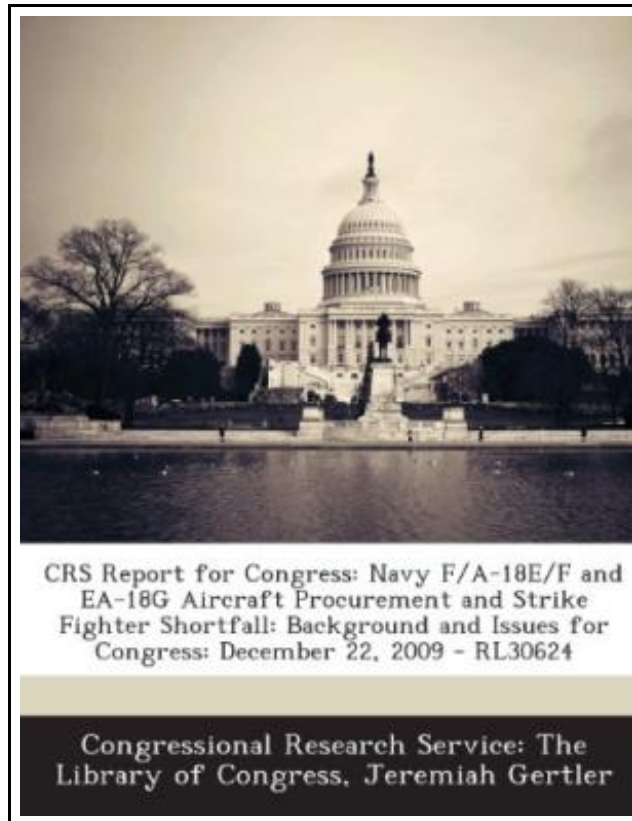 CRS Report for Congress: Navy F/A-18E/F and
EA-18G Aircraft Procurement and Strike
Fighter Shortfall: Background and Issues for
Congress: December 22, 2009 - RL30624
Congressional Research Service: The
Library of Congress, Jeremiah Gertler